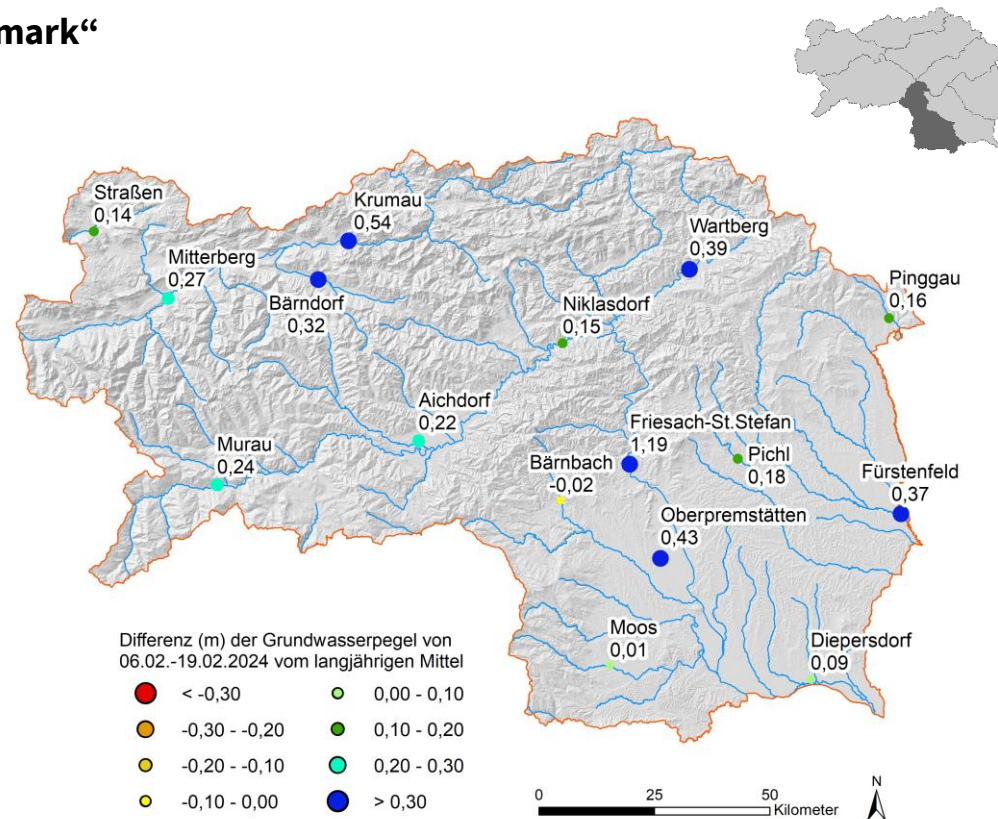 mark“
Straßen
0,14
Krumau
0,54
Wartberg
0,39
Mitterberg
0,27
Pinggau
0,16
Bärndorf
0,32
Niklasdorf
0,15
Aichdorf
0,22
Friesach-St.Stefan
1,19
Murau
0,24
Bärnbach
-0,02
Pichl
0,18
Fürstenfeld
0,37
Oberpremstätten
0,43
Moos
0,01
Diepersdorf
0,09
Differenz (m) der Grundwasserpegel von
06.02.-19.02.2024 vom langjährigen Mittel
< -0,30
-0,30 - -0,20
-0,20 - -0,10
-0,10 - 0,00
0,00 - 0,10
0,10 - 0,20
0,20 - 0,30
> 0,30
0 25 50
Kilometer
N